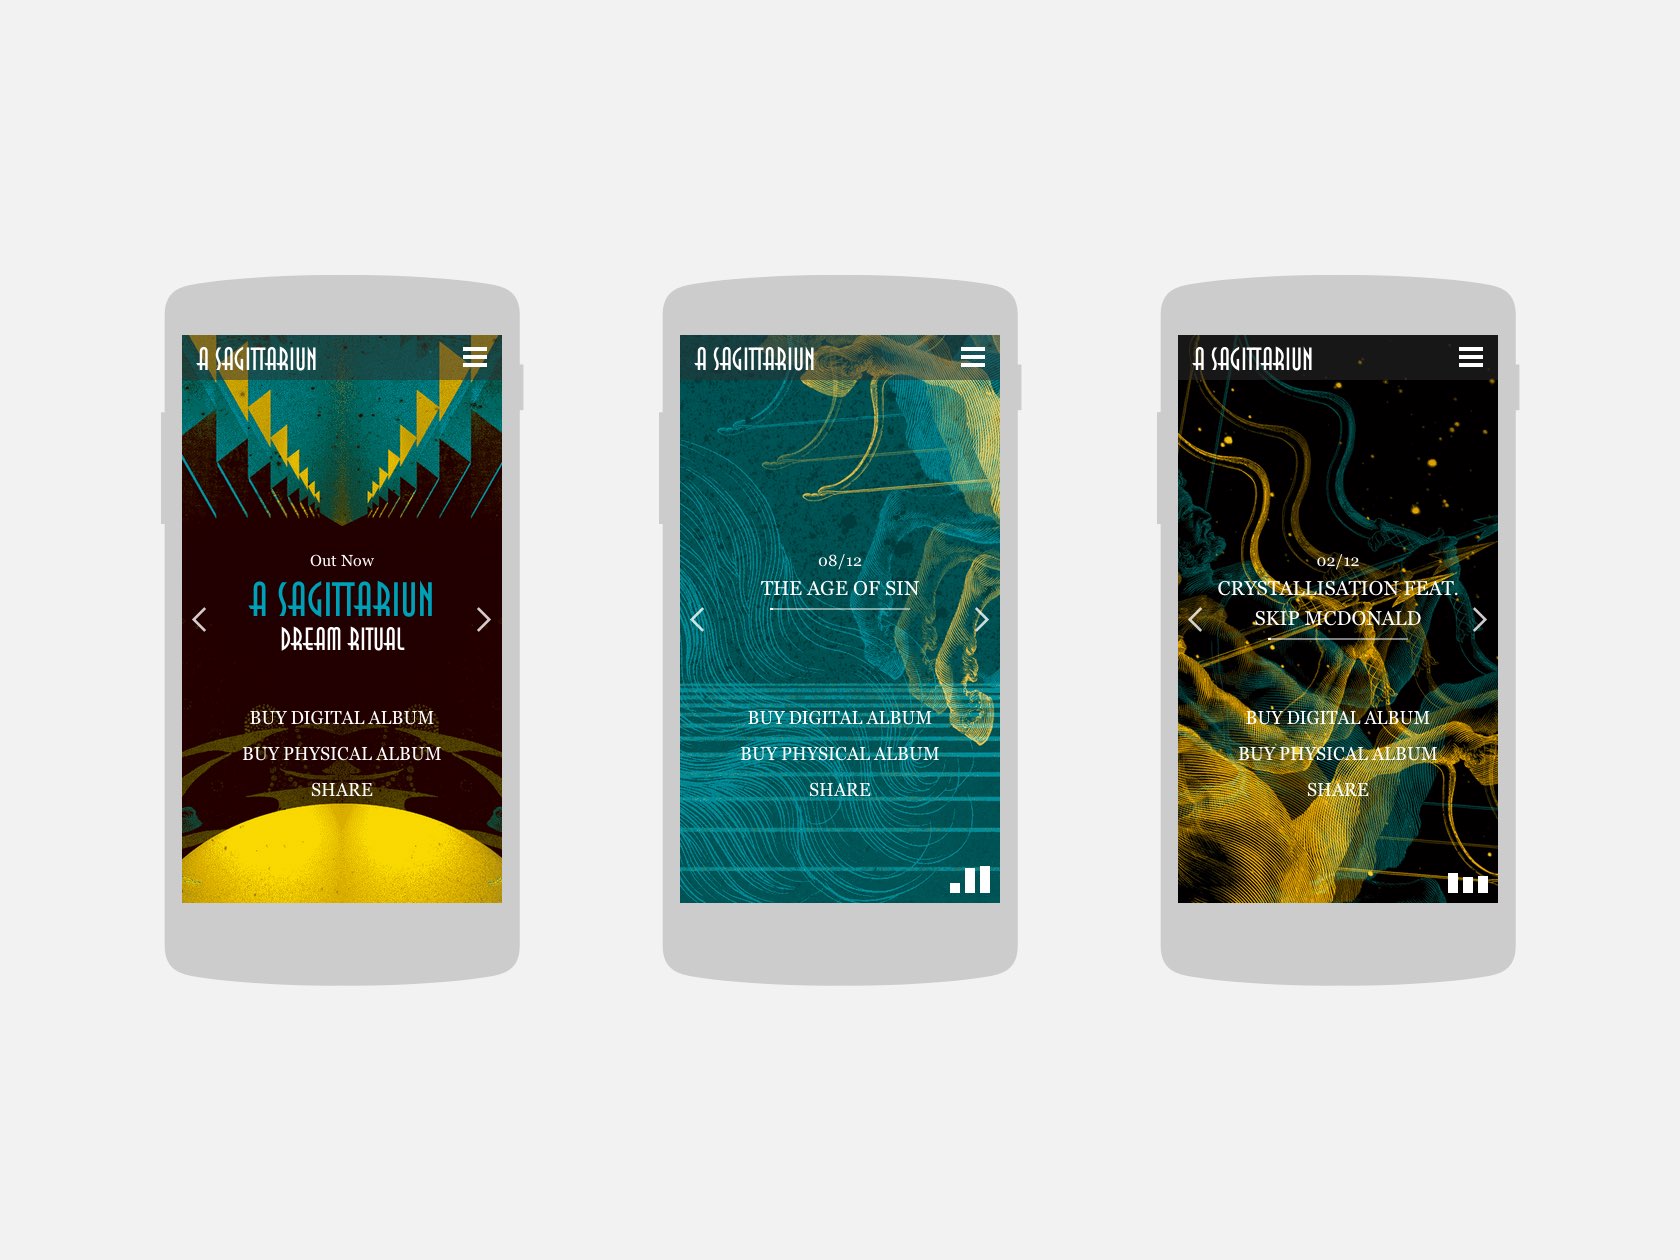 A SAGITTARIUN
Out Now
A SAGITTARIUN
DREAM RITUAL
BUY DIGITAL ALBUM
BUY PHYSICAL ALBUM
SHARE
A SAGITTARIUN
08/12
THE AGE OF SIN
BUY DIGITAL ALBUM
BUY PHYSICAL ALBUM
SHARE
A SAGITTARIUN
02/12
CRYSTALLISATION FEAT.
SKIP MCDONALD
BUY DIGITAL ALBUM
BUY PHYSICAL ALBUM
SHARE